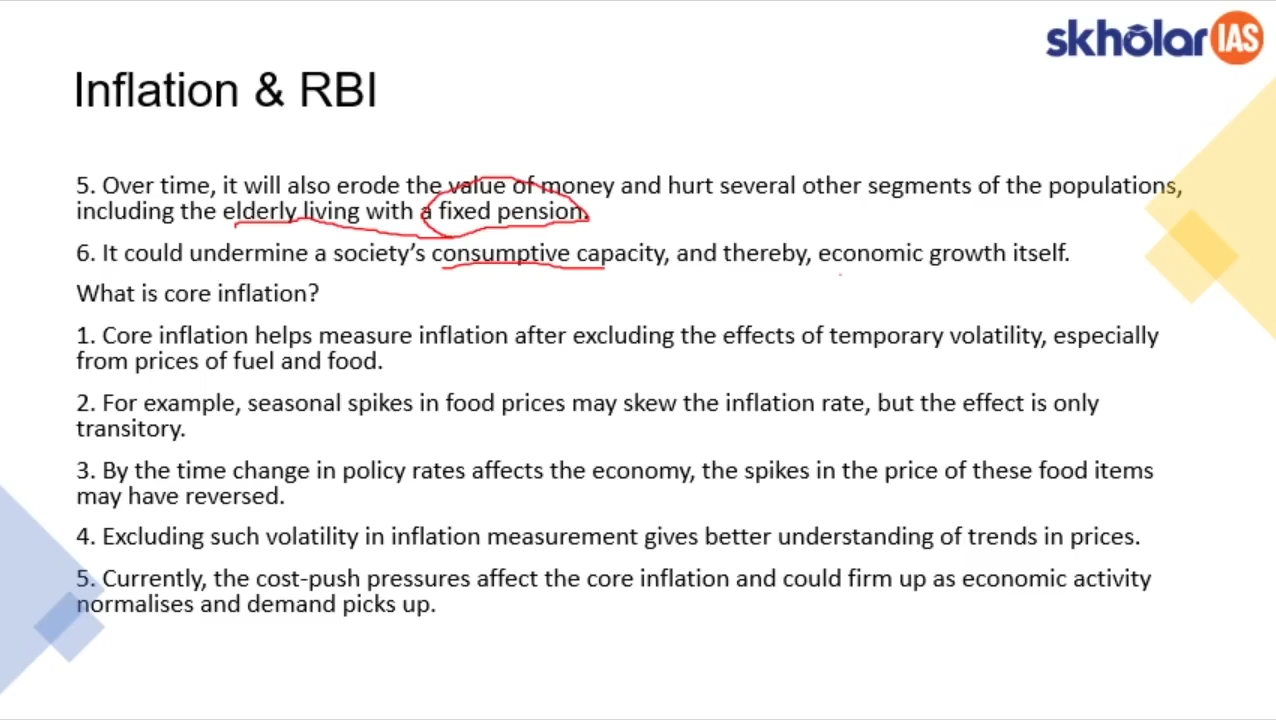 skholar IAS
Inflation & RBI
5. Over time, it will also erode the value of money and hurt several other segments of the populations,
including the elderly living with a fixed pension.
6. It could undermine a society’s consumptive capacity, and thereby, economic growth itself.
What is core inflation?
1. Core inflation helps measure inflation after excluding the effects of temporary volatility, especially
from prices of fuel and food.
2. For example, seasonal spikes in food prices may skew the inflation rate, but the effect is only
transitory.
3. By the time change in policy rates affects the economy, the spikes in the price of these food items
may have reversed.
4. Excluding such volatility in inflation measurement gives better understanding of trends in prices.
5. Currently, the cost-push pressures affect the core inflation and could firm up as economic activity
normalises and demand picks up.